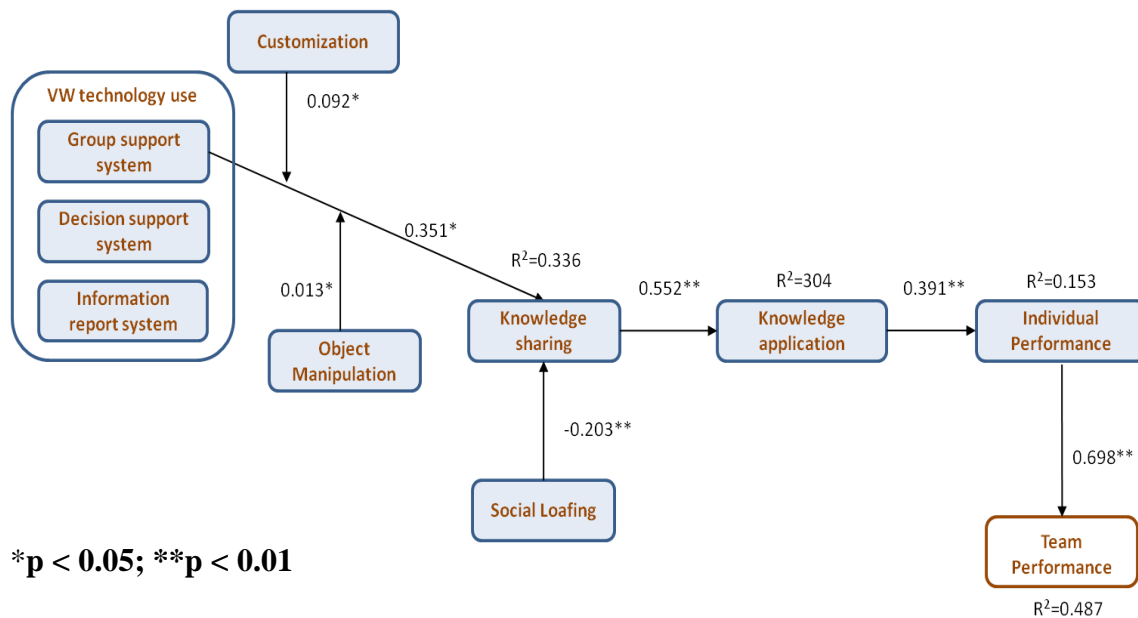 Customization
VW technology use
0.092*
Group support
system
Decision support
system
0.351*
R²=0.336
Information
report system
0.013*
Object
Manipulation
Knowledge
sharing
0.552**
R²=304
Knowledge
application
0.391**
R²=0.153
Individual
Performance
-0.203**
Social Loafing
0.698**
Team
Performance
R²=0.487
*p < 0.05; **p < 0.01